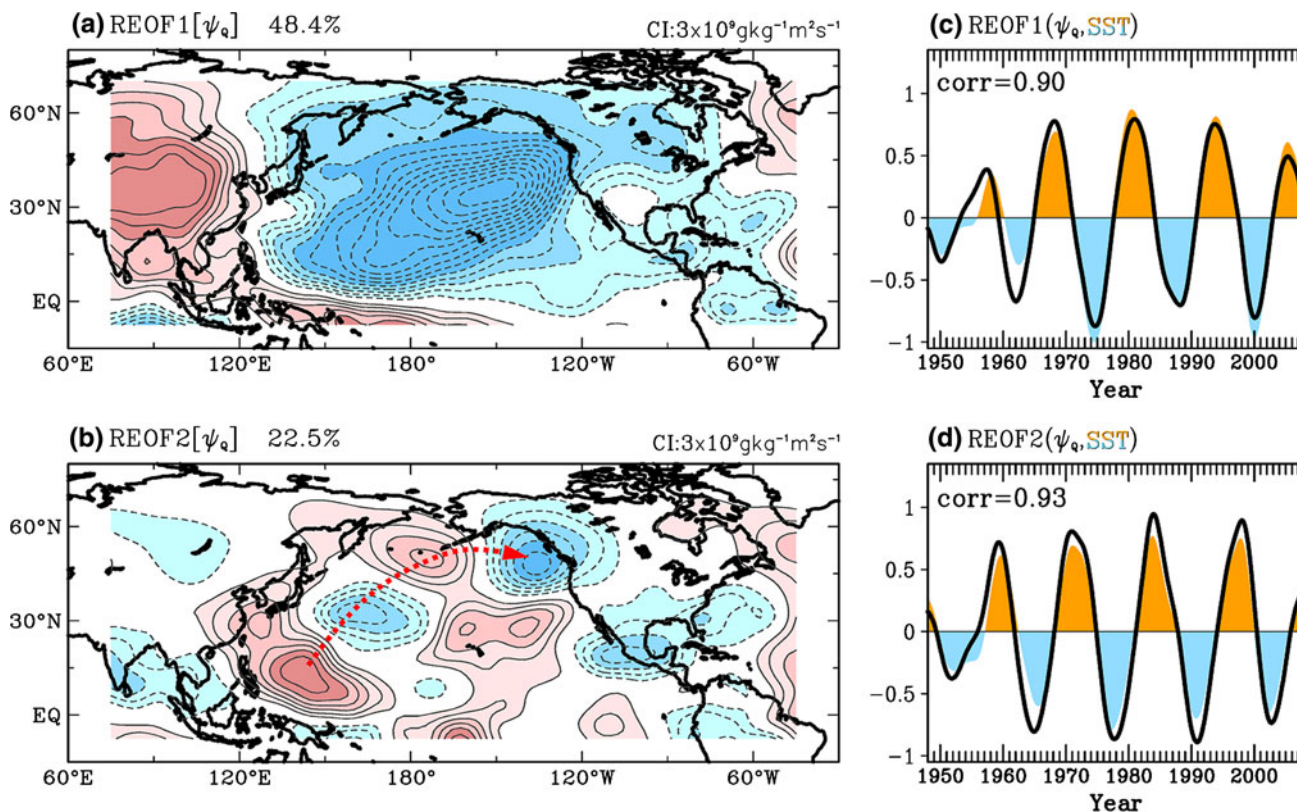 (a) REOF1[ψQ] 48.4% CI:3x10⁹gkg⁻¹m²s⁻¹
60°N
30°N
EQ
60°E 120°E 180° 120°W 60°W
(c) REOF1(ψQ,SST)
corr=0.90
1
0.5
0
-0.5
-1
1950 1960 1970 1980 1990 2000
Year
(b) REOF2[ψQ] 22.5% CI:3x10⁹gkg⁻¹m²s⁻¹
60°N
30°N
EQ
60°E 120°E 180° 120°W 60°W
(d) REOF2(ψQ,SST)
corr=0.93
1
0.5
0
-0.5
-1
1950 1960 1970 1980 1990 2000
Year